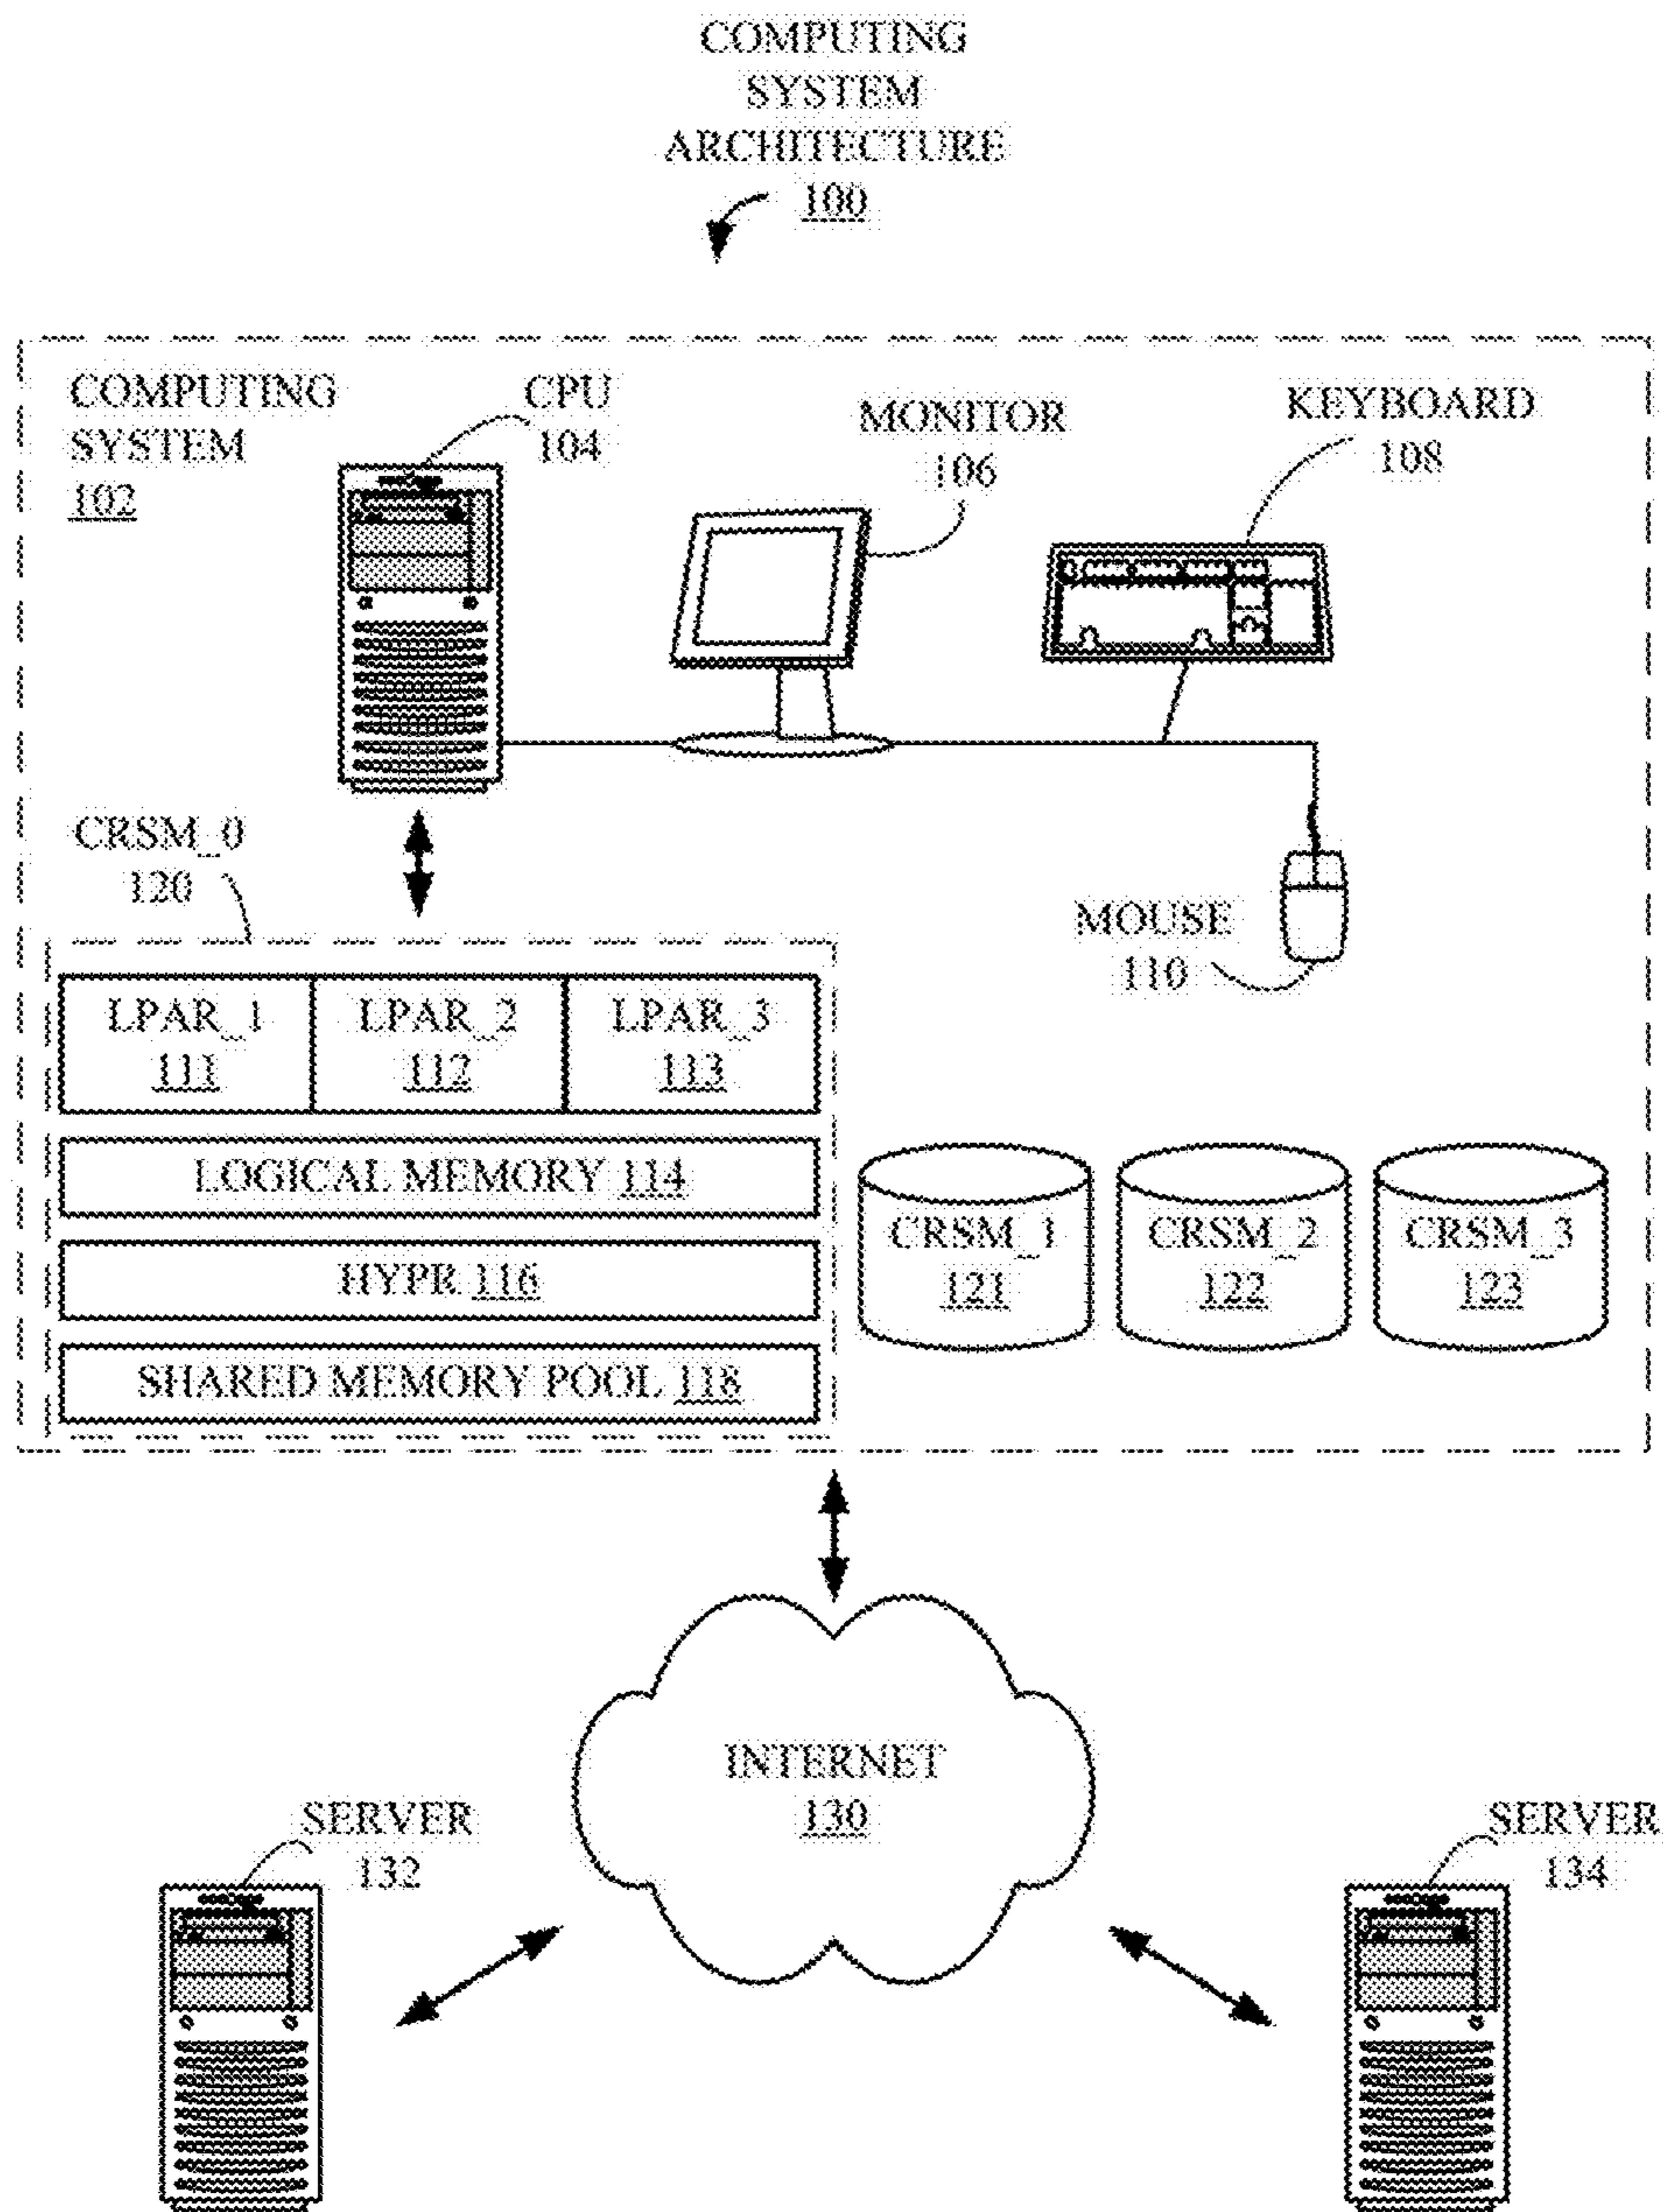 COMPUTING
SYSTEM
ARCHITECTURE
100
COMPUTING
SYSTEM
102
CPU
104
MONITOR
106
KEYBOARD
108
CRSM_0
120
MOUSE
110
LPAR_1
111
LPAR_2
112
LPAR_3
113
LOGICAL MEMORY 114
HYPR 116
SHARED MEMORY POOL 118
CRSM_1
121
CRSM_2
122
CRSM_3
123
INTERNET
130
SERVER
132
SERVER
134